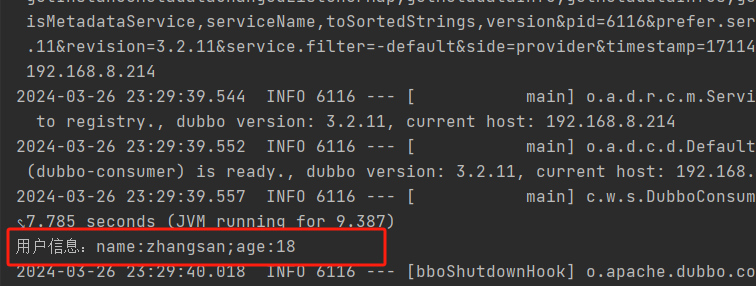 isMetadataService,serviceName,toSortedStrings,version&pid=6116&prefer.ser
.11&revision=3.2.11&service.filter=-default&side=provider&timestamp=17114
192.168.8.214
2024-03-26 23:29:39.544  INFO 6116 --- [           main] o.a.d.r.c.m.Servi
to registry., dubbo version: 3.2.11, current host: 192.168.8.214
2024-03-26 23:29:39.552  INFO 6116 --- [           main] o.a.d.c.d.Default
(dubbo-consumer) is ready., dubbo version: 3.2.11, current host: 192.168.
2024-03-26 23:29:39.557  INFO 6116 --- [           main] c.w.s.DubboConsum
7.785 seconds (JVM running for 9.387)
用户信息：name:zhangsan;age:18
2024-03-26 23:29:40.018  INFO 6116 --- [bboShutdownHook] o.apache.dubbo.co